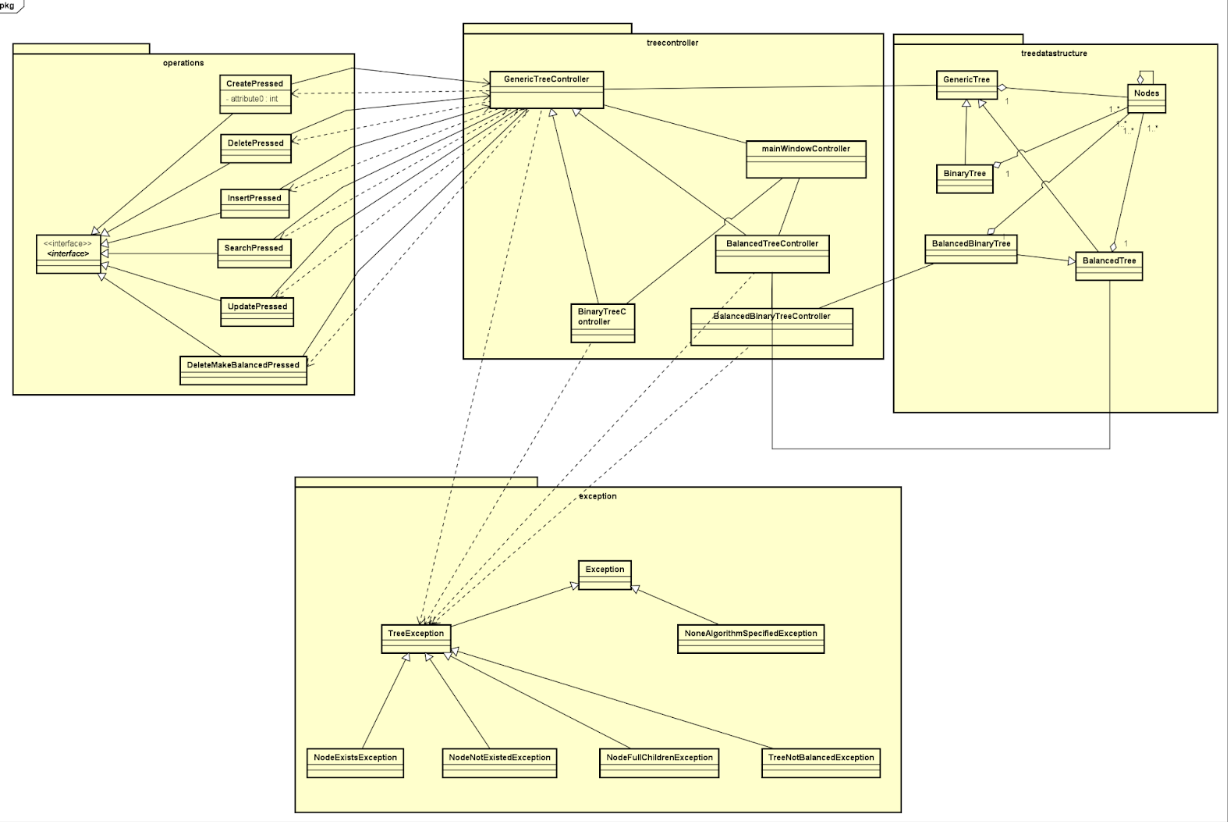 pkg
operations
CreatePressed
- attribute0 : int
DeletePressed
InsertPressed
<<interface>>
<interface>
SearchPressed
UpdatePressed
DeleteMakeBalancedPressed
treecontroller
GenericTreeController
mainWindowController
BalancedTreeController
BinaryTreeC
ontroller
BalancedBinaryTreeController
treedatastructure
GenericTree
1
Nodes
1..*
1..*
1..*
BinaryTree
1
BalancedBinaryTree
1
BalancedTree
exception
Exception
TreeException
NoneAlgorithmSpecifiedException
NodeExistsException
NodeNotExistedException
NodeFullChildrenException
TreeNotBalancedException